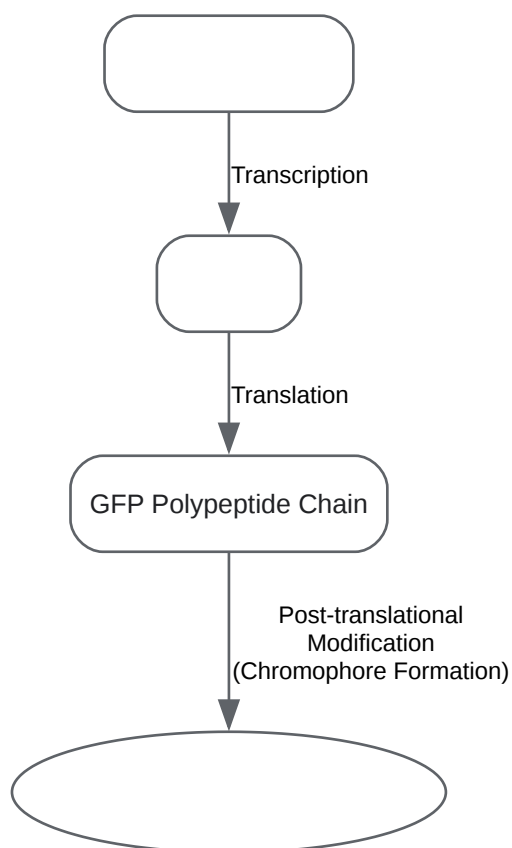 Transcription
Translation
GFP Polypeptide Chain
Post-translational
Modification
(Chromophore Formation)